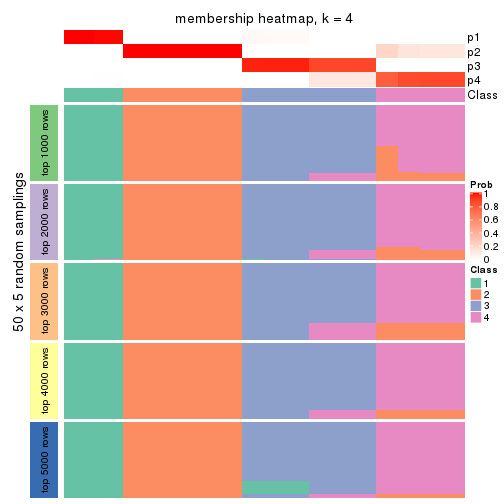 membership heatmap, k = 4
p1
p2
p3
p4
Class
50 x 5 random samplings
top 1000 rows
top 2000 rows
top 3000 rows
top 4000 rows
top 5000 rows
Prob
1
0.8
0.6
0.4
0.2
0
Class
1
2
3
4